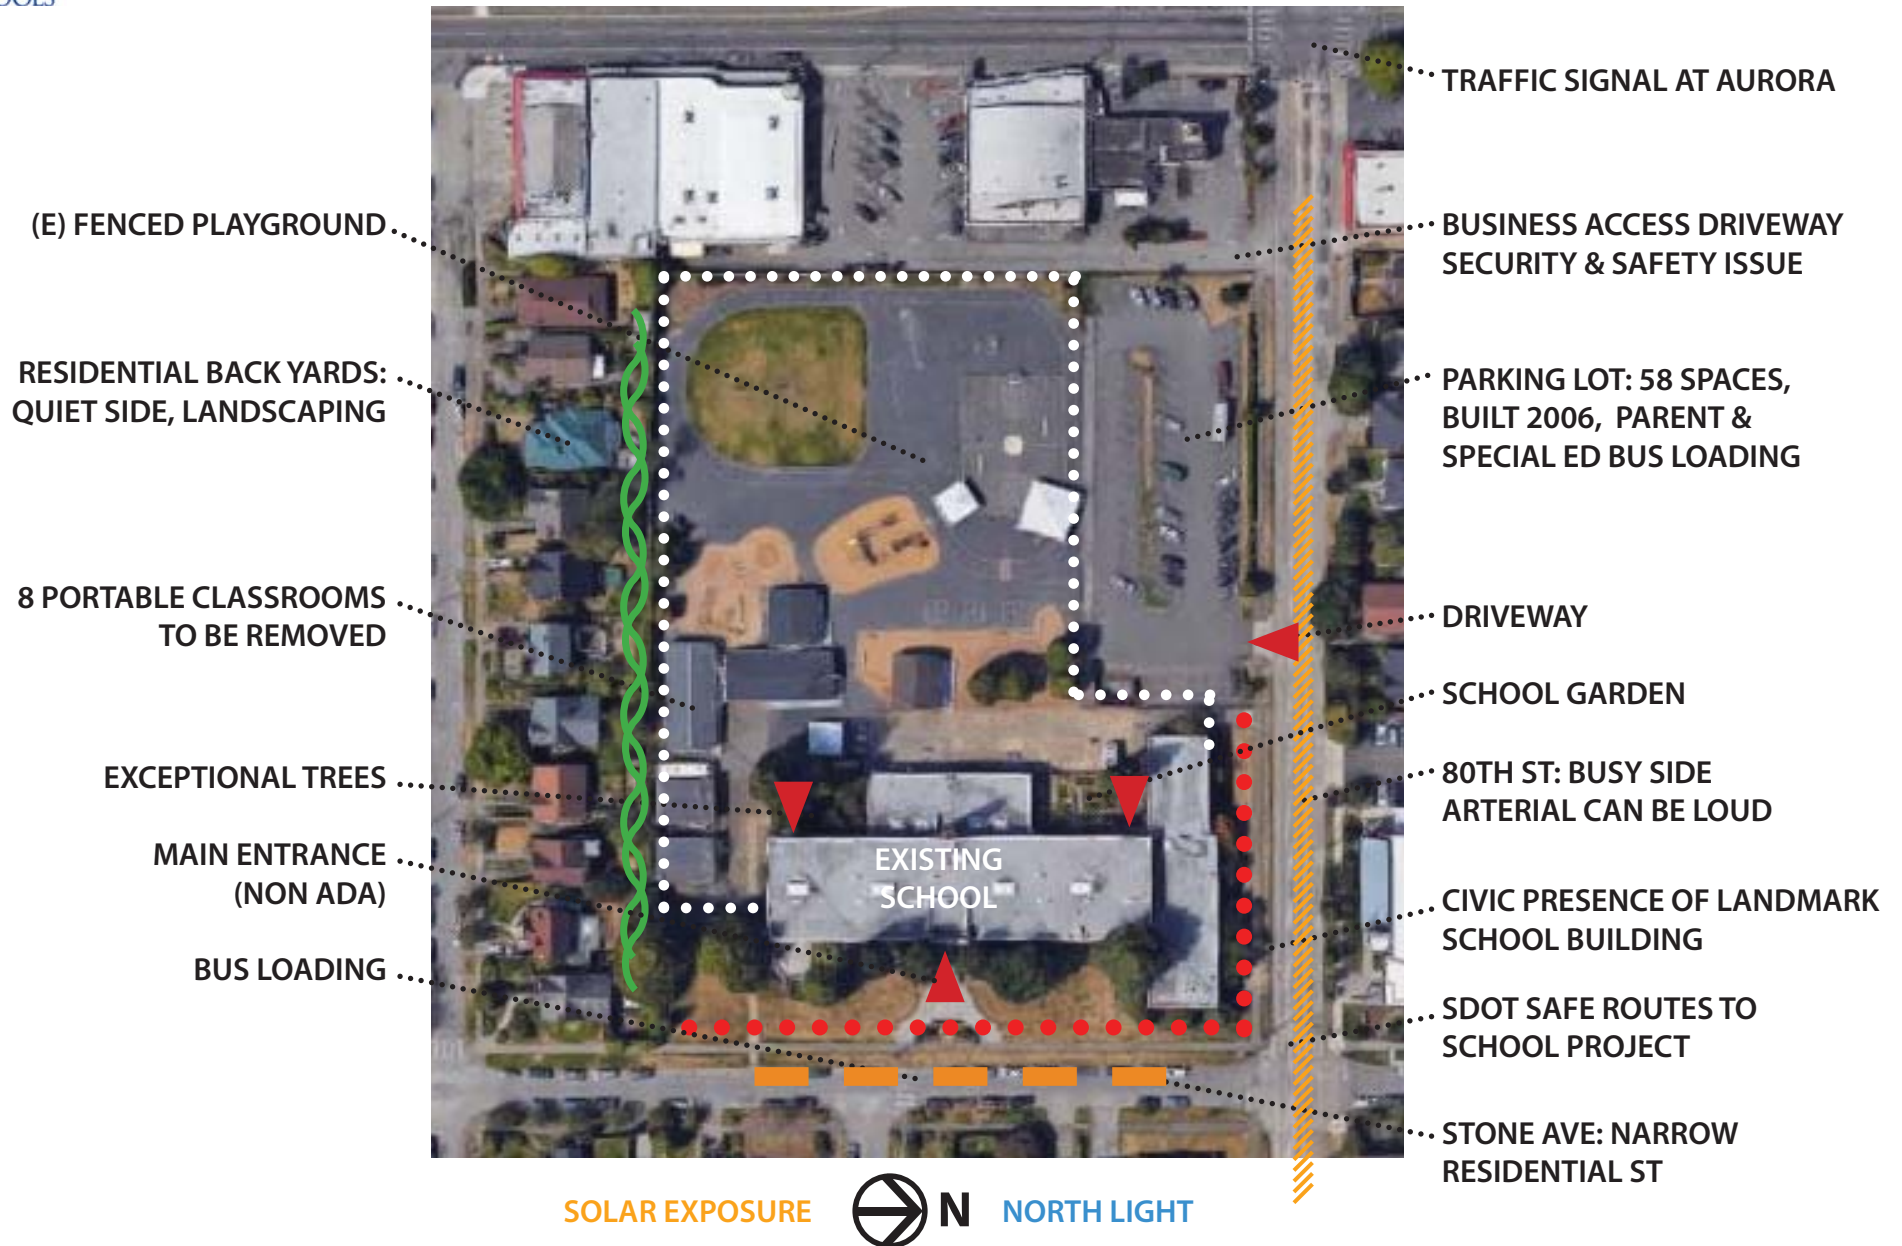 (E) FENCED PLAYGROUND
RESIDENTIAL BACK YARDS:
QUIET SIDE, LANDSCAPING
8 PORTABLE CLASSROOMS
TO BE REMOVED
EXCEPTIONAL TREES
MAIN ENTRANCE
(NON ADA)
BUS LOADING
EXISTING
SCHOOL
TRAFFIC SIGNAL AT AURORA
BUSINESS ACCESS DRIVEWAY
SECURITY & SAFETY ISSUE
PARKING LOT: 58 SPACES,
BUILT 2006, PARENT &
SPECIAL ED BUS LOADING
DRIVEWAY
SCHOOL GARDEN
80TH ST: BUSY SIDE
ARTERIAL CAN BE LOUD
CIVIC PRESENCE OF LANDMARK
SCHOOL BUILDING
SDOT SAFE ROUTES TO
SCHOOL PROJECT
STONE AVE: NARROW
RESIDENTIAL ST
SOLAR EXPOSURE
N
NORTH LIGHT